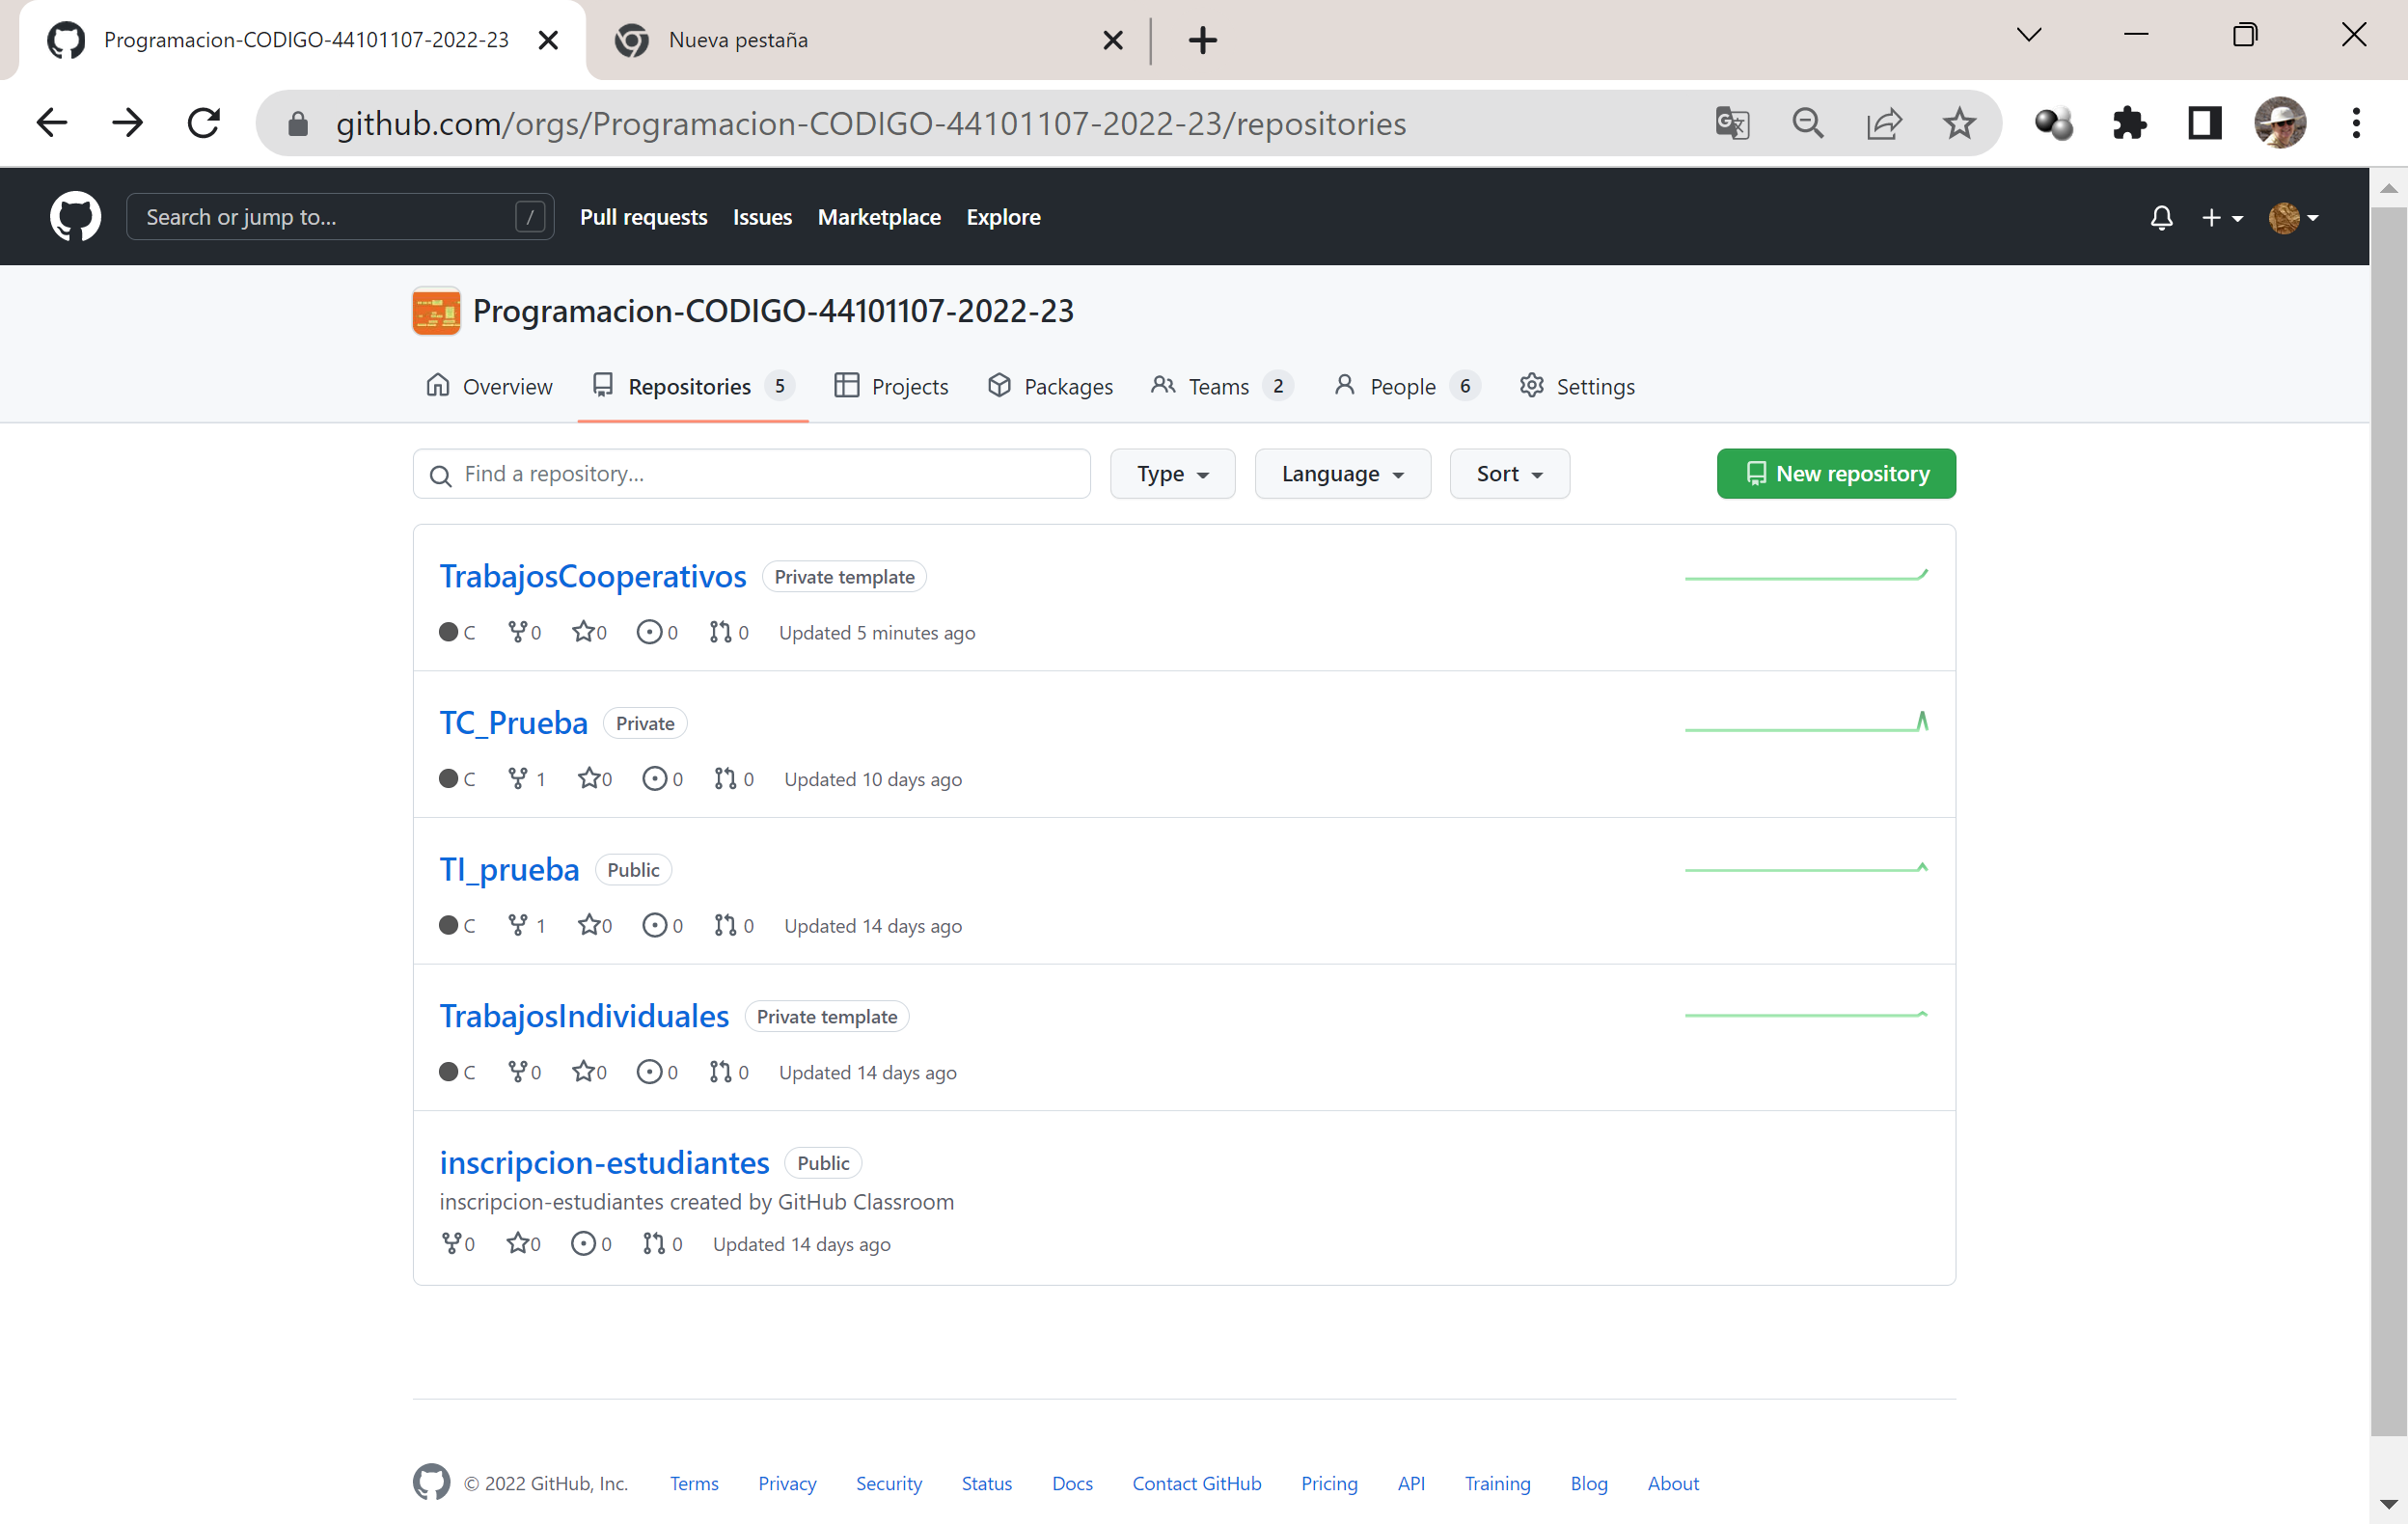 Programacion-CODIGO-44101107-2022-23
Nueva pestaña
github.com/orgs/Programacion-CODIGO-44101107-2022-23/repositories
Search or jump to... /
Pull requests Issues Marketplace Explore
Programacion-CODIGO-44101107-2022-23
Overview Repositories 5 Projects Packages Teams 2 People 6 Settings
Find a repository... Type Language Sort New repository
TrabajosCooperativos Private template
C 0 0 0 0 Updated 5 minutes ago
TC_Prueba Private
C 1 0 0 0 Updated 10 days ago
TI_prueba Public
C 1 0 0 0 Updated 14 days ago
TrabajosIndividuales Private template
C 0 0 0 0 Updated 14 days ago
inscripcion-estudiantes Public
inscripcion-estudiantes created by GitHub Classroom
0 0 0 0 Updated 14 days ago
© 2022 GitHub, Inc. Terms Privacy Security Status Docs Contact GitHub Pricing API Training Blog About